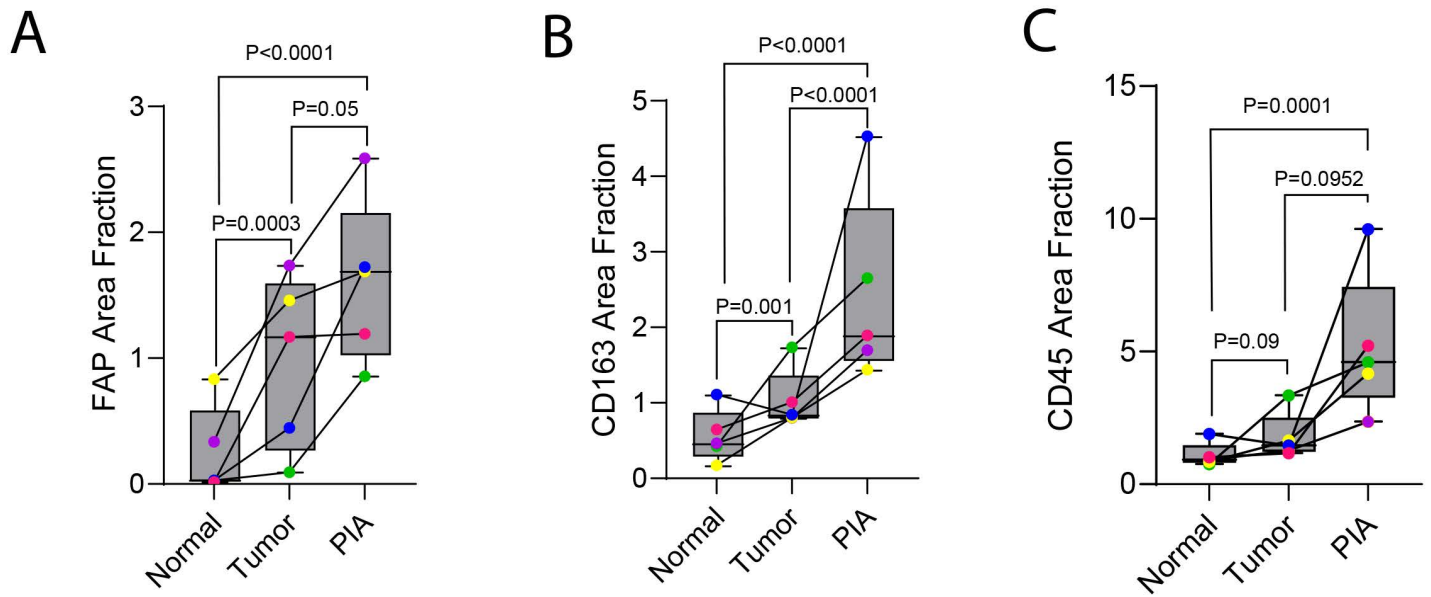 A
FAP Area Fraction
3
2
1
0
P<0.0001
P=0.05
P=0.0003
Normal
Tumor
PIA
B
CD163 Area Fraction
5
4
3
2
1
0
P<0.0001
P<0.0001
P=0.001
Normal
Tumor
PIA
C
CD45 Area Fraction
15
10
5
0
P=0.0001
P=0.0952
P=0.09
Normal
Tumor
PIA